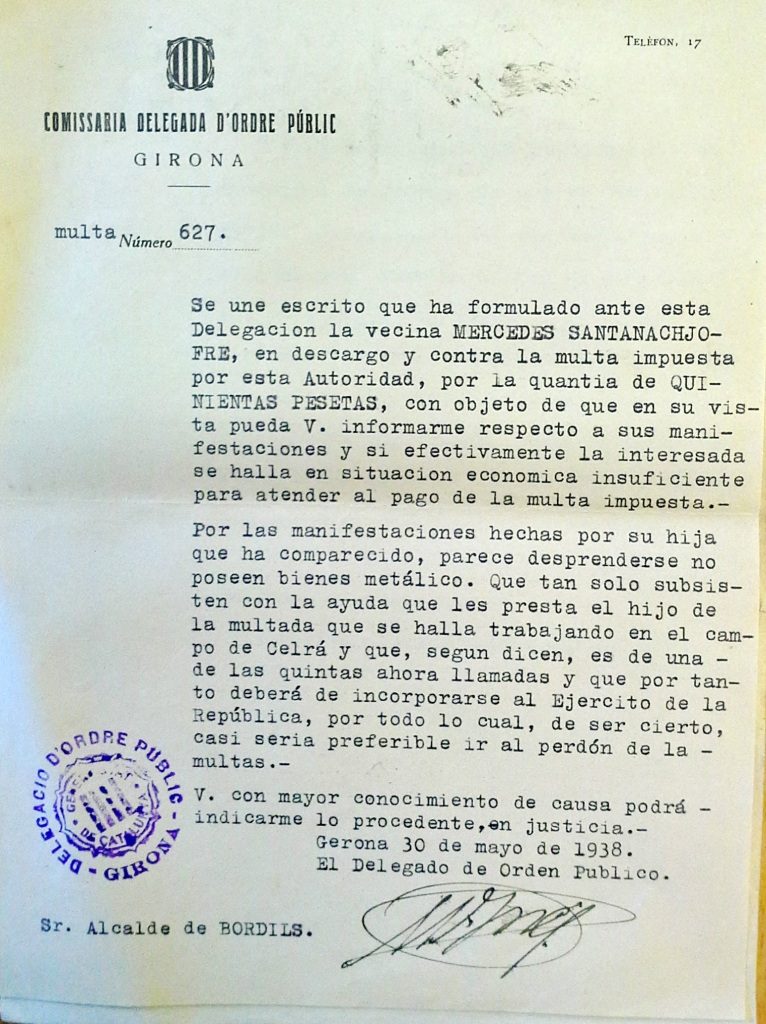 TELÈFON, 17
COMISSARIA DELEGADA D'ORDRE PÚBLIC
GIRONA
multa Número 627.
Se une escrito que ha formulado ante esta
Delegacion la vecina MERCEDES SANTANACHJO-
FRE, en descargo y contra la multa impuesta
por esta Autoridad, por la quantia de QUI-
NIENTAS PESETAS, con objeto de que en su vis-
ta pueda V. informarme respecto a sus mani-
festaciones y si efectivamente la interesada
se halla en situacion economica insuficiente
para atender al pago de la multa impuesta.-
Por las manifestaciones hechas por su hija
que ha comparecido, parece desprenderse no
poseen bienes metálico. Que tan solo subsis-
ten con la ayuda que les presta el hijo de
la multada que se halla trabajando en el cam-
po de Celrá y que, segun dicen, es de una -
de las quintas ahora llamadas y que por tan-
to deberá de incorporarse al Ejercito de la
República, por todo lo cual, de ser cierto,
casi seria preferible ir al perdón de la -
multas.-
V. con mayor conocimiento de causa podrá -
indicarme lo procedente,en justicia.-
Gerona 30 de mayo de 1938.
El Delegado de Orden Publico.
DELEGACIO D'ORDRE PÚBLIC - GIRONA -
DE CATALUNYA
Sr. Alcalde de BORDILS.